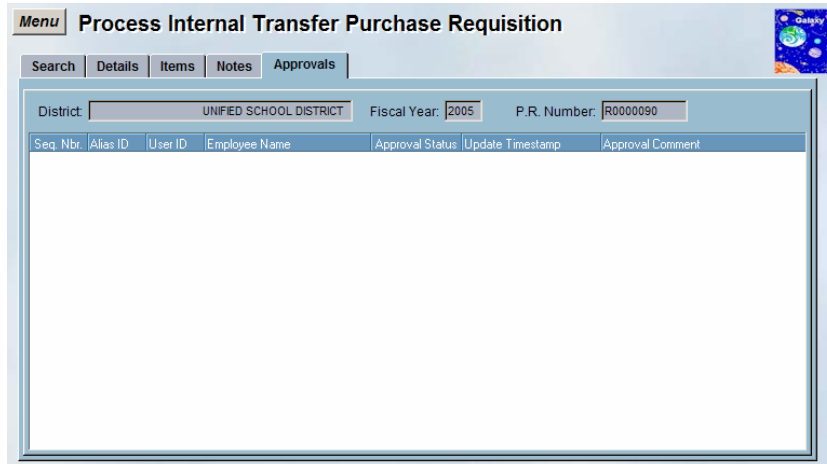 Menu Process Internal Transfer Purchase Requisition
Galaxy
Search Details Items Notes Approvals
District: UNIFIED SCHOOL DISTRICT Fiscal Year: 2005 P.R. Number: R0000090
Seq. Nbr. Alias ID User ID Employee Name Approval Status Update Timestamp Approval Comment